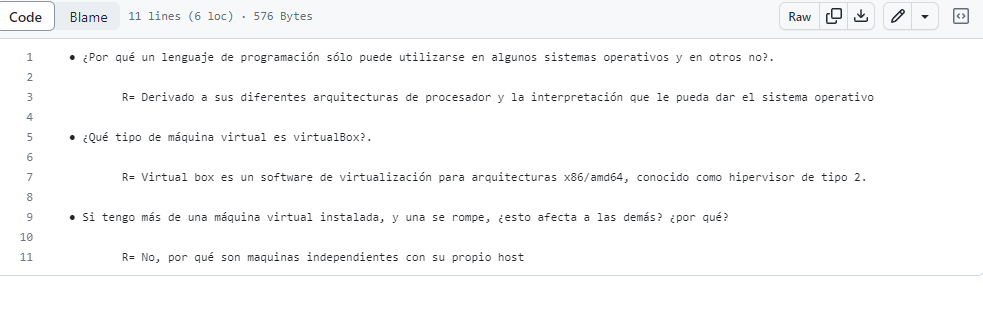 Code Blame 11 lines (6 loc) · 576 Bytes Raw
1 • ¿Por qué un lenguaje de programación sólo puede utilizarse en algunos sistemas operativos y en otros no?.
2
3 R= Derivado a sus diferentes arquitecturas de procesador y la interpretación que le pueda dar el sistema operativo
4
5 • ¿Qué tipo de máquina virtual es virtualBox?.
6
7 R= Virtual box es un software de virtualización para arquitecturas x86/amd64, conocido como hipervisor de tipo 2.
8
9 • Si tengo más de una máquina virtual instalada, y una se rompe, ¿esto afecta a las demás? ¿por qué?
10
11 R= No, por qué son maquinas independientes con su propio host